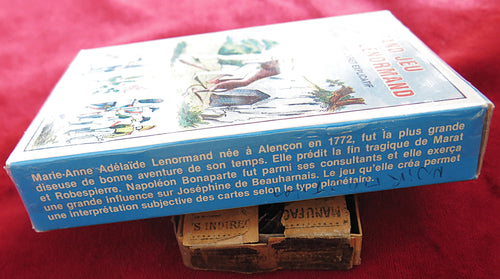 JEU
LENORMAND
Marie-Anne Adélaïde Lenormand née à Alençon en 1772, fut la plus grande
diseuse de bonne aventure de son temps. Elle prédit la fin tragique de Marat
et Robespierre. Napoléon Bonaparte fut parmi ses consultants et elle exerça
une grande influence sur Joséphine de Beauharnais. Le jeu qu'elle créa permet
une interprétation subjective des cartes selon le type planétaire.
MANUFAC